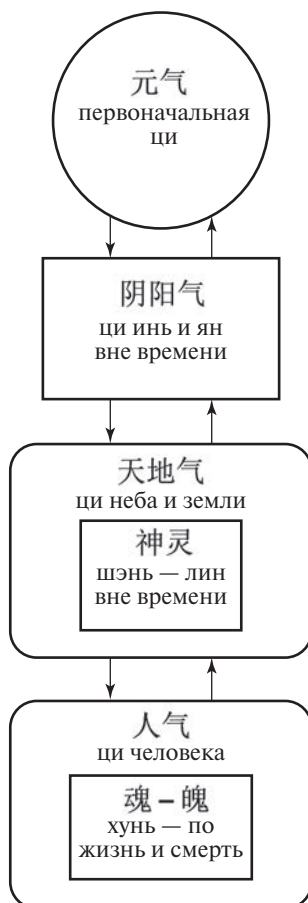 元气
первоначальная
ци
阴阳气
ци инь и ян
вне времени
天地气
ци неба и земли
神灵
шэнь — лин
вне времени
人气
ци человека
魂 – 魄
хунь — по
жизнь и смерть